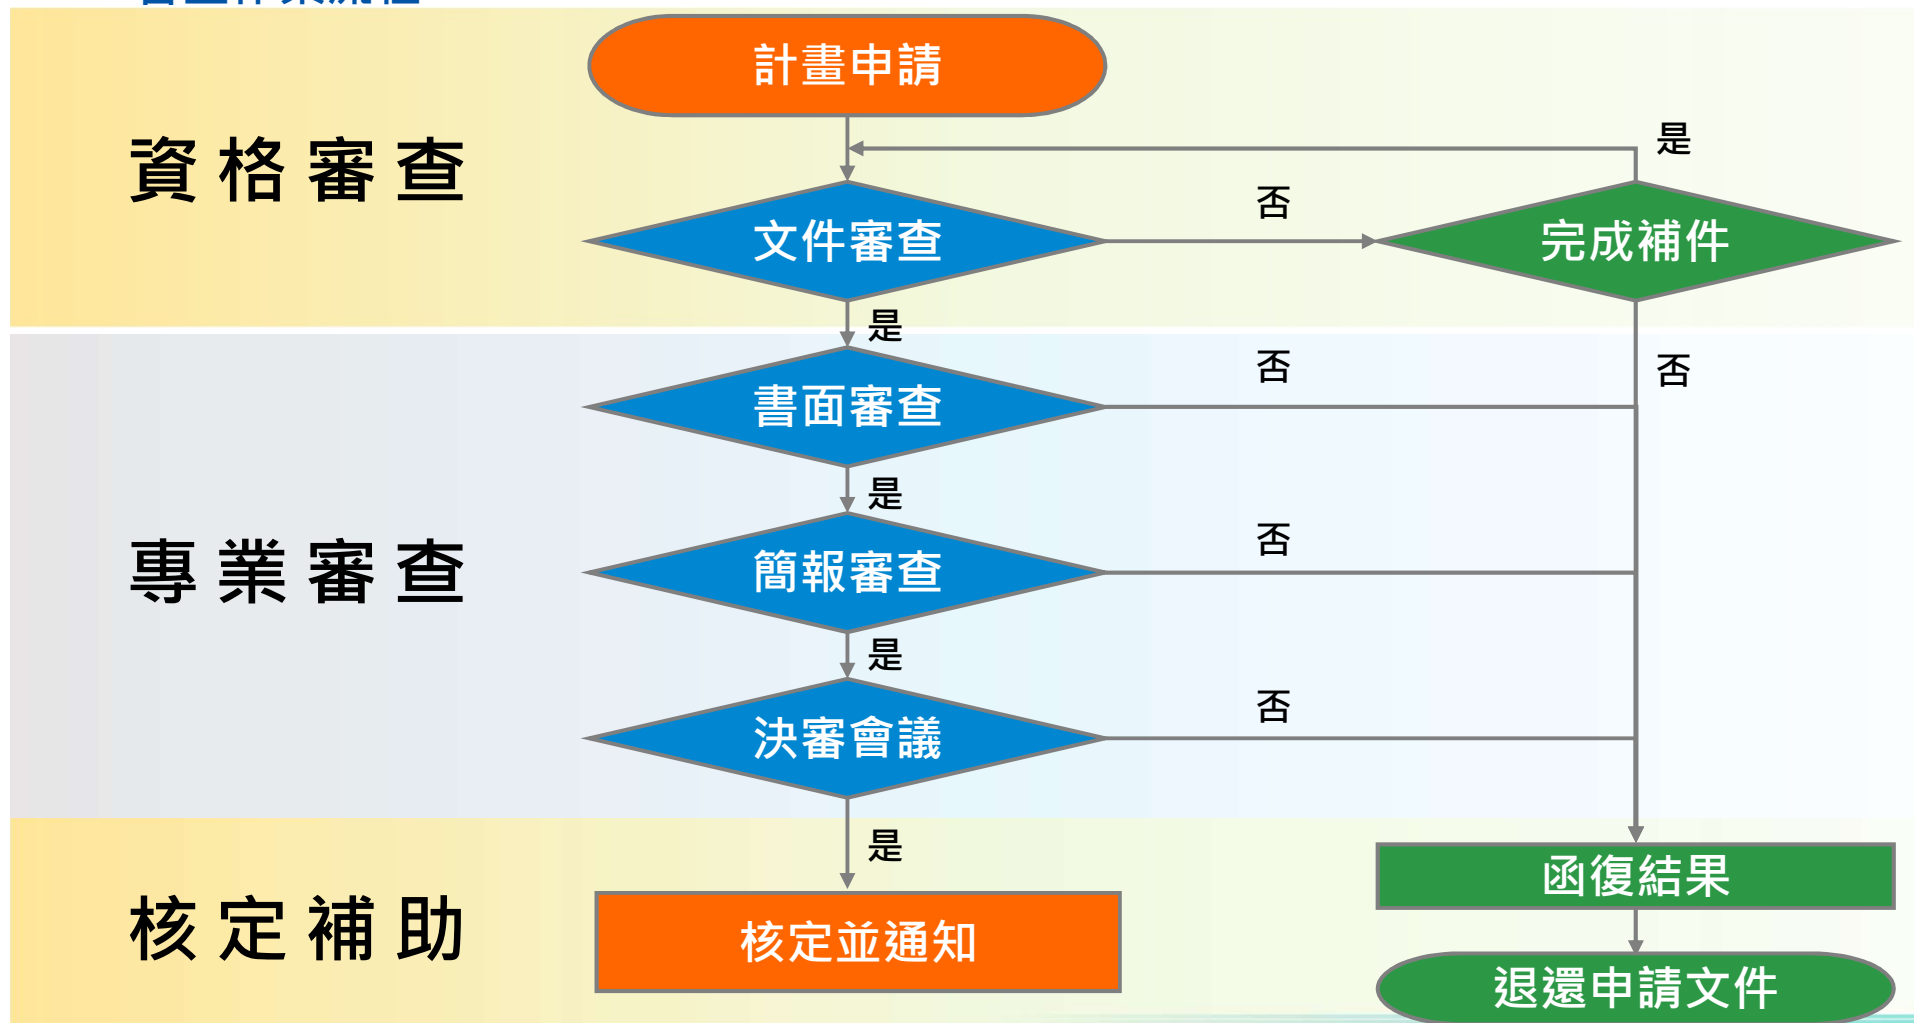 計畫申請
資格審查
是
否
文件審查
完成補件
是
否
否
書面審查
是
專業審查
否
簡報審查
是
否
決審會議
是
函復結果
核定補助
核定並通知
退還申請文件